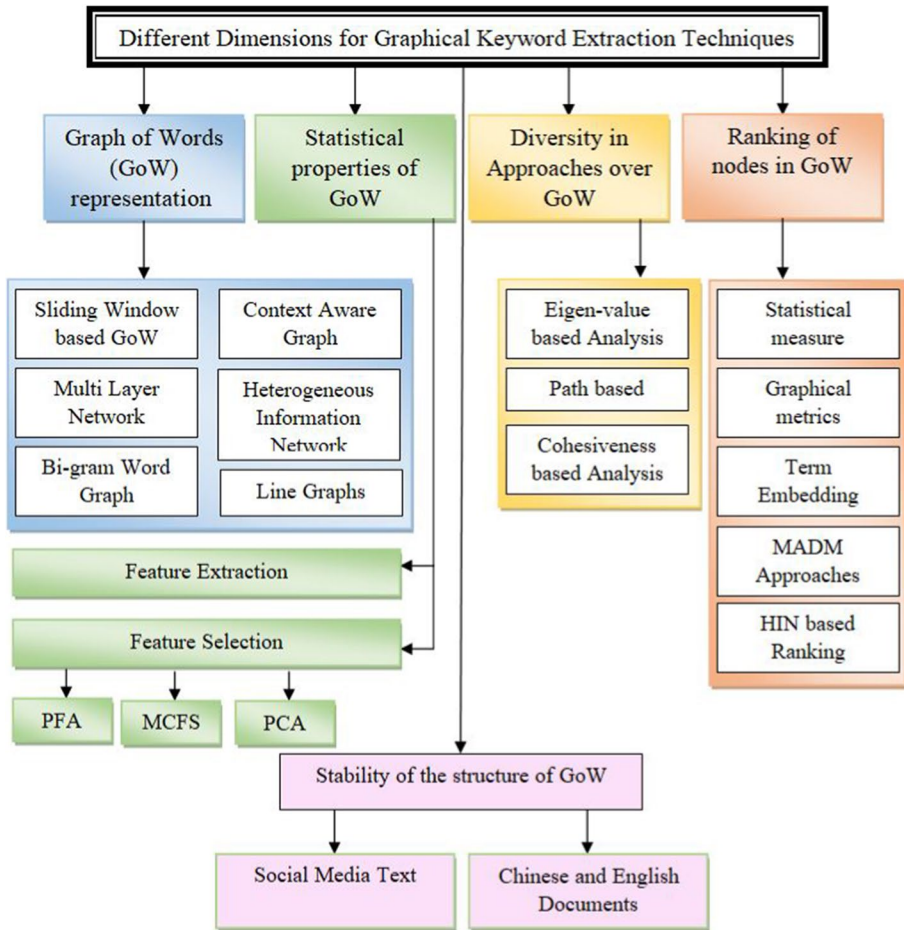 Different Dimensions for Graphical Keyword Extraction Techniques
Graph of Words
(GoW)
representation
Statistical
properties of
GoW
Diversity in
Approaches over
GoW
Ranking of
nodes in GoW
Sliding Window
based GoW
Context Aware
Graph
Multi Layer
Network
Heterogeneous
Information
Network
Bi-gram Word
Graph
Line Graphs
Eigen-value
based Analysis
Path based
Cohesiveness
based Analysis
Statistical
measure
Graphical
metrics
Term
Embedding
MADM
Approaches
HIN based
Ranking
Feature Extraction
Feature Selection
PFA
MCFS
PCA
Stability of the structure of GoW
Social Media Text
Chinese and English
Documents